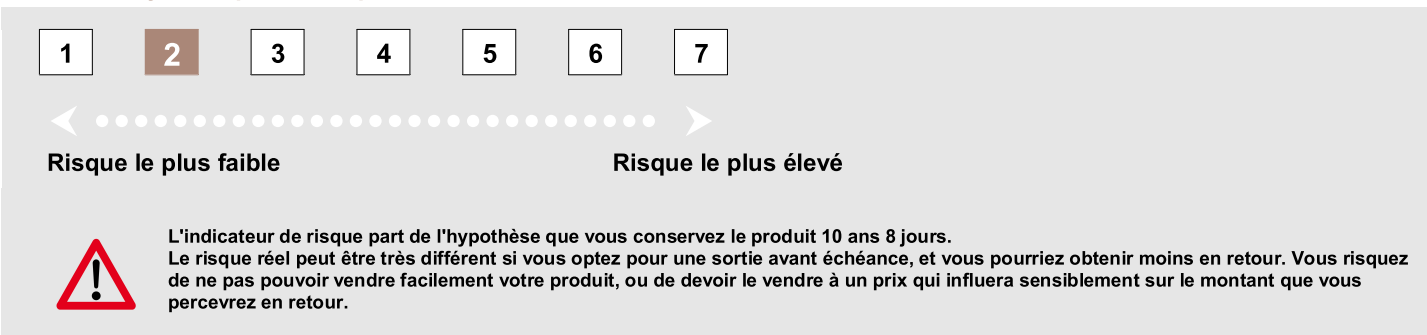 1 2 3 4 5 6 7
Risque le plus faible Risque le plus élevé
L'indicateur de risque part de l'hypothèse que vous conservez le produit 10 ans 8 jours.
Le risque réel peut être très différent si vous optez pour une sortie avant échéance, et vous pourriez obtenir moins en retour. Vous risquez
de ne pas pouvoir vendre facilement votre produit, ou de devoir le vendre à un prix qui influera sensiblement sur le montant que vous
percevrez en retour.